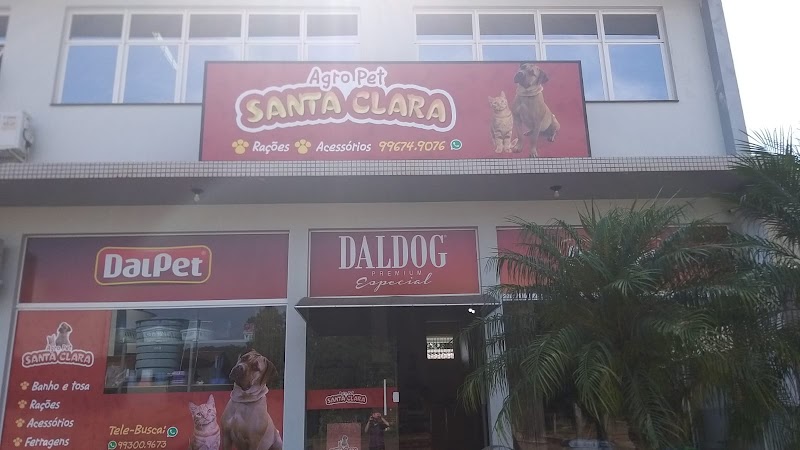 Agro Pet
SANTA CLARA
Rações Acessórios 99674.9076
DalPet
DALDOG
PREMIUM
Especial
SANTA CLARA
Banho e tosa
Rações
Acessórios
Ferragens
Tele-Busca:
99300.9673
SANTA CLARA